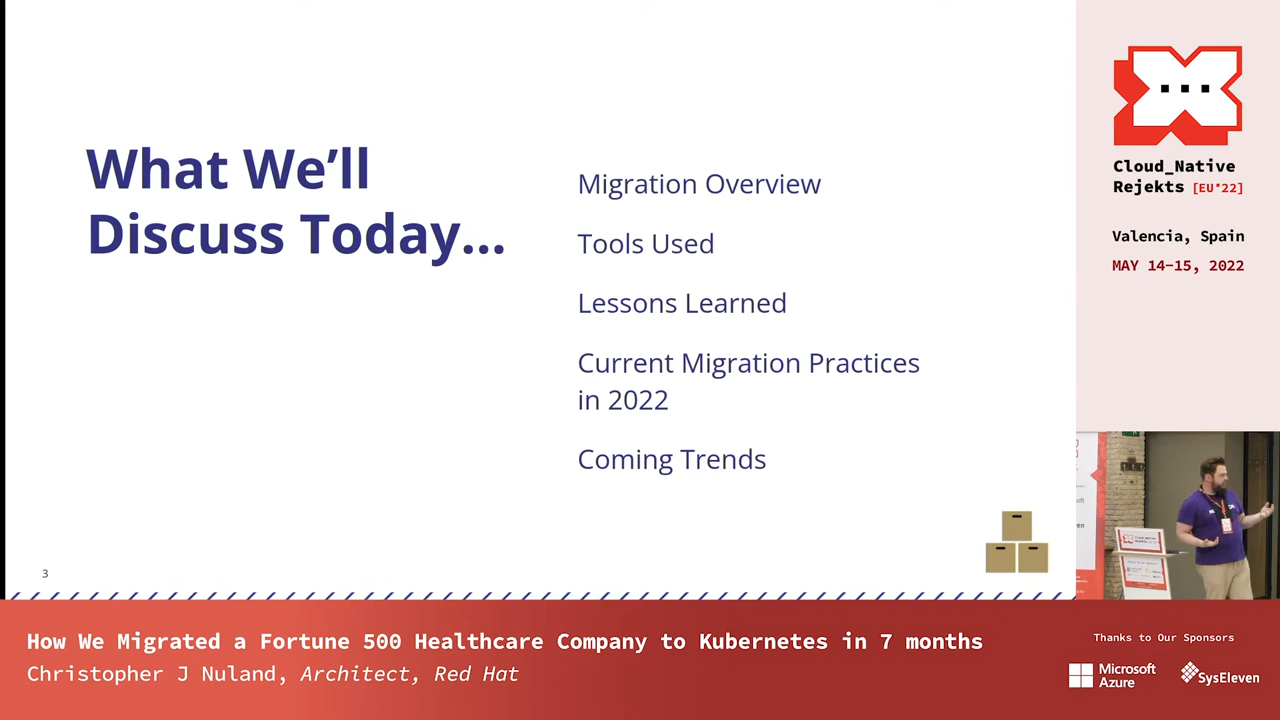 What We’ll
Discuss Today...
Migration Overview
Tools Used
Lessons Learned
Current Migration Practices
in 2022
Coming Trends
3
Cloud_Native
Rejekts [EU'22]
Valencia, Spain
MAY 14-15, 2022
How We Migrated a Fortune 500 Healthcare Company to Kubernetes in 7 months
Christopher J Nuland, Architect, Red Hat
Thanks to Our Sponsors
Microsoft
Azure
SysEleven